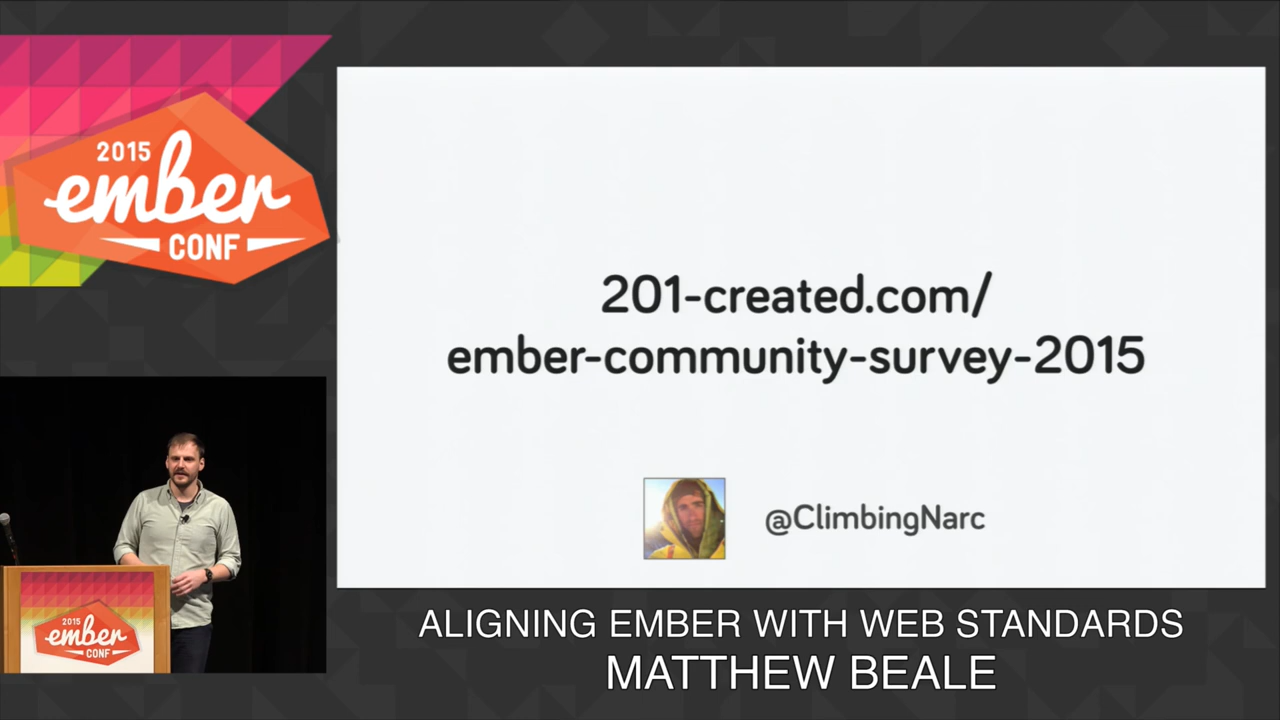 2015
ember
CONF
201-created.com/
ember-community-survey-2015
@ClimbingNarc
2015
ember
CONF
ALIGNING EMBER WITH WEB STANDARDS
MATTHEW BEALE